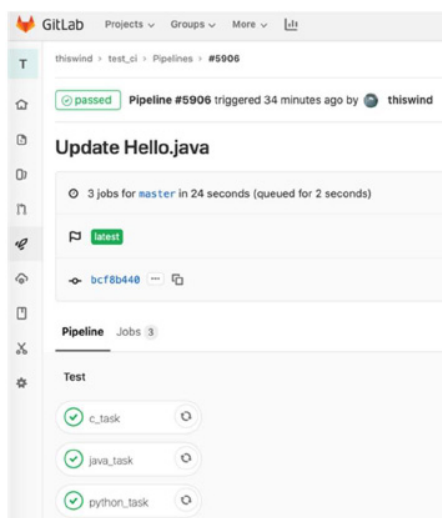 GitLab Projects Groups More
T thiswind > test_ci > Pipelines > #5906
passed Pipeline #5906 triggered 34 minutes ago by thiswind
Update Hello.java
3 jobs for master in 24 seconds (queued for 2 seconds)
latest
bcf8b440 ...
Pipeline Jobs 3
Test
c_task
java_task
python_task